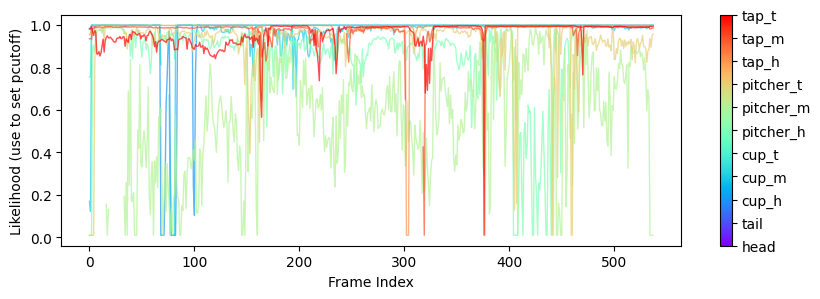 Likelihood (use to set pcutoff)
1.0
0.8
0.6
0.4
0.2
0.0
0
100
200
300
400
500
Frame Index
tap_t
tap_m
tap_h
pitcher_t
pitcher_m
pitcher_h
cup_t
cup_m
cup_h
tail
head